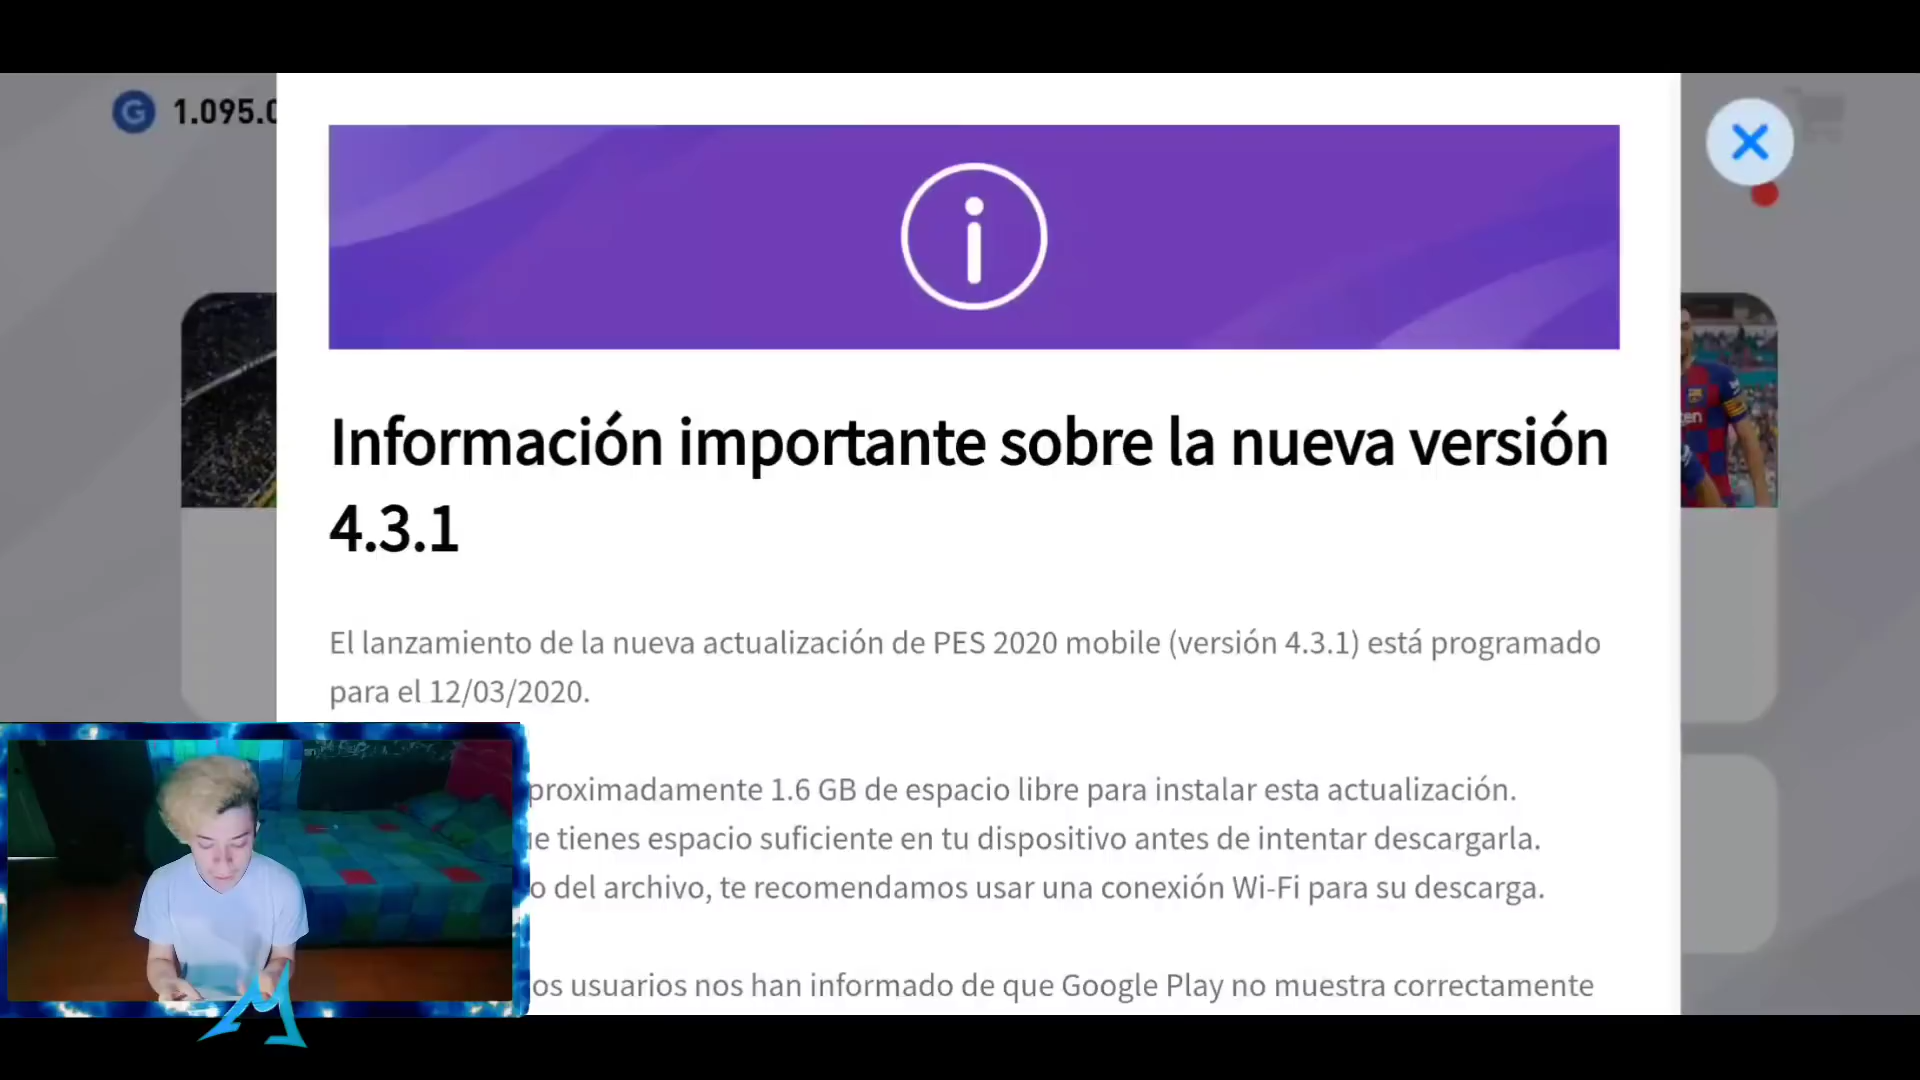 G 1.095.0
Información importante sobre la nueva versión
4.3.1
El lanzamiento de la nueva actualización de PES 2020 mobile (versión 4.3.1) está programado
para el 12/03/2020.
proximadamente 1.6 GB de espacio libre para instalar esta actualización.
ue tienes espacio suficiente en tu dispositivo antes de intentar descargarla.
o del archivo, te recomendamos usar una conexión Wi-Fi para su descarga.
os usuarios nos han informado de que Google Play no muestra correctamente